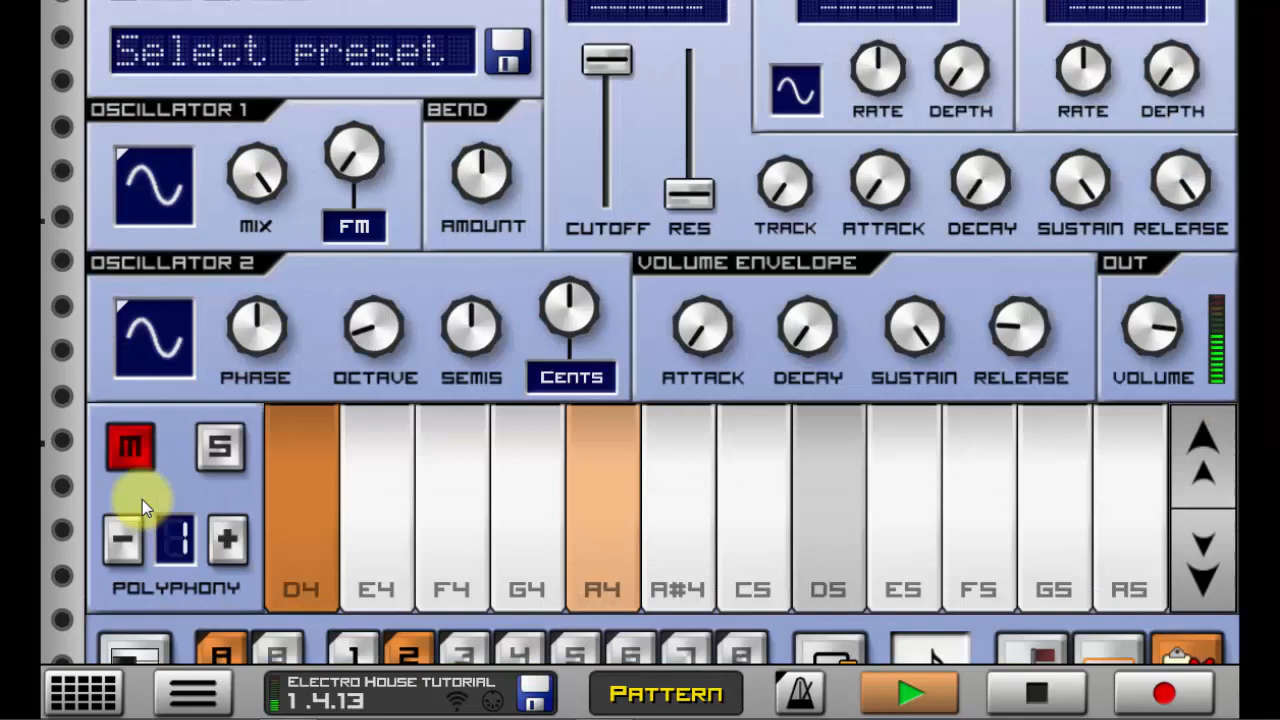 Select preset
RATE DEPTH RATE DEPTH
OSCILLATOR 1 BEND
MIX FM AMOUNT CUTOFF RES TRACK ATTACK DECAY SUSTAIN RELEASE
OSCILLATOR 2 VOLUME ENVELOPE OUT
PHASE OCTAVE SEMIS Cents ATTACK DECAY SUSTAIN RELEASE VOLUME
M S
- 1 +
POLYPHONY D4 E4 F4 G4 A4 A#4 C5 D5 E5 F5 G5 A5
A B 1 2 3 4 5 6 7 8
ELECTRO HOUSE TUTORIAL
1.4.13 PATTERN